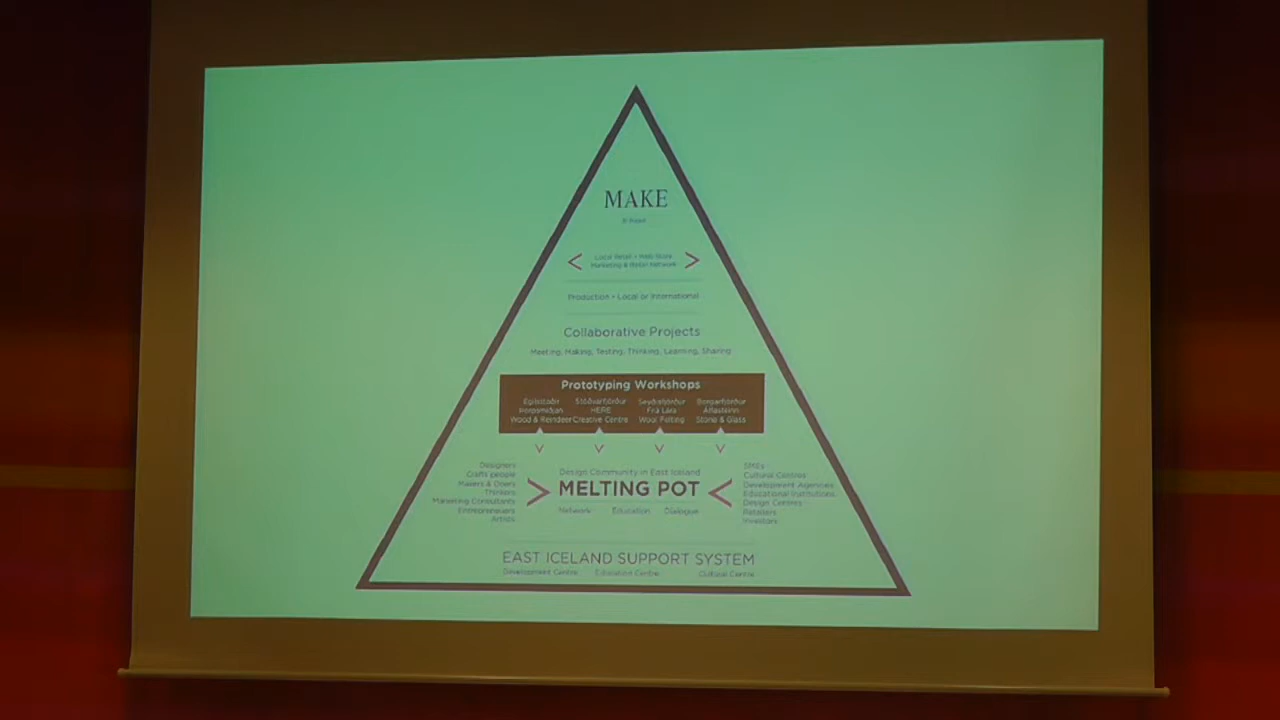 MAKE
Local Retail • Web Store
Marketing & Retail Network
Production • Local or International
Collaborative Projects
Meeting, Making, Testing, Thinking, Learning, Sharing
Prototyping Workshops
Egilsstaðir Stöðvarfjörður Seyðisfjörður Borgarfjörður
HERE Frú Lára Álfasteinn
Wood & Reindeer Creative Centre Wool Felting Stone & Glass
Designers
Crafts people
Makers & Doers
Thinkers
Marketing Consultants
Entrepreneuers
Artists
Design Community in East Iceland
MELTING POT
Network Education Dialogue
SMEs
Cultural Centres
Development Agencies
Educational Institutions
Design Centres
Retailers
Investors
EAST ICELAND SUPPORT SYSTEM
Development Centre Education Centre Cultural Centre